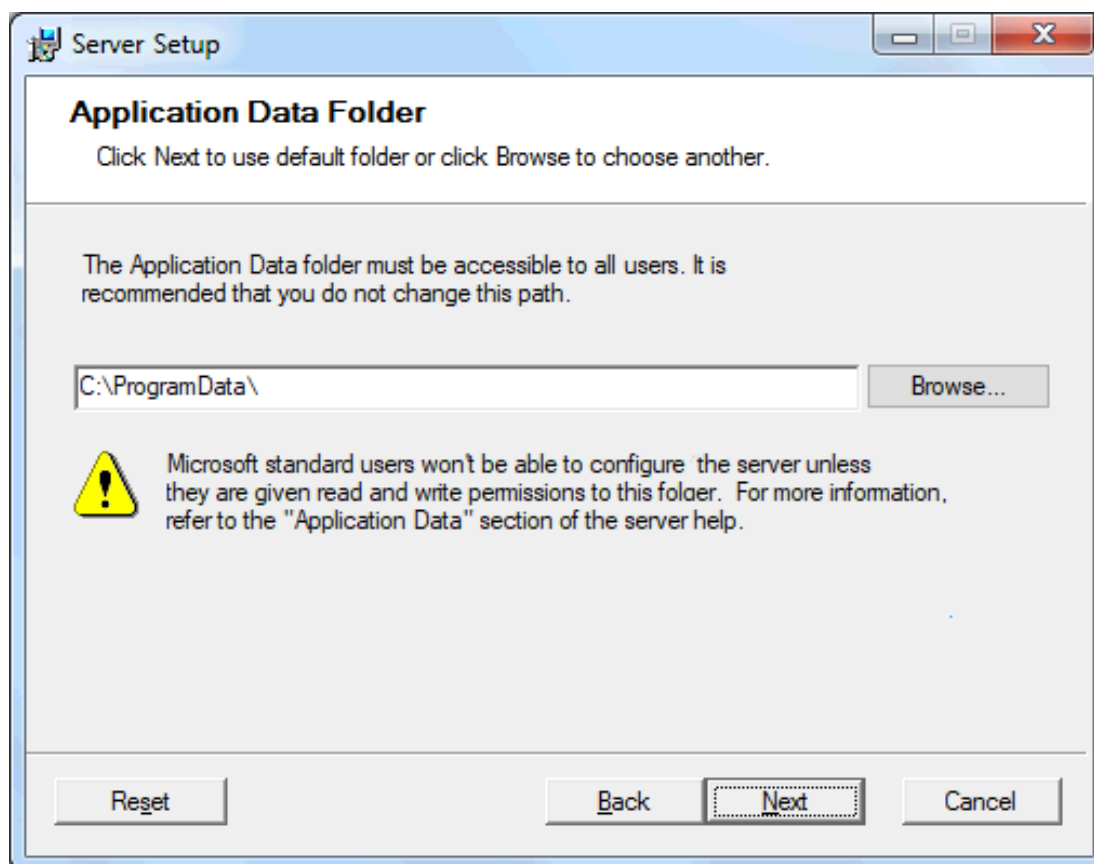 Server Setup
Application Data Folder
Click Next to use default folder or click Browse to choose another.
The Application Data folder must be accessible to all users. It is
recommended that you do not change this path.
C:\ProgramData\
Browse...
Microsoft standard users won't be able to configure the server unless
they are given read and write permissions to this folder. For more information,
refer to the "Application Data" section of the server help.
Reset
Back
Next
Cancel